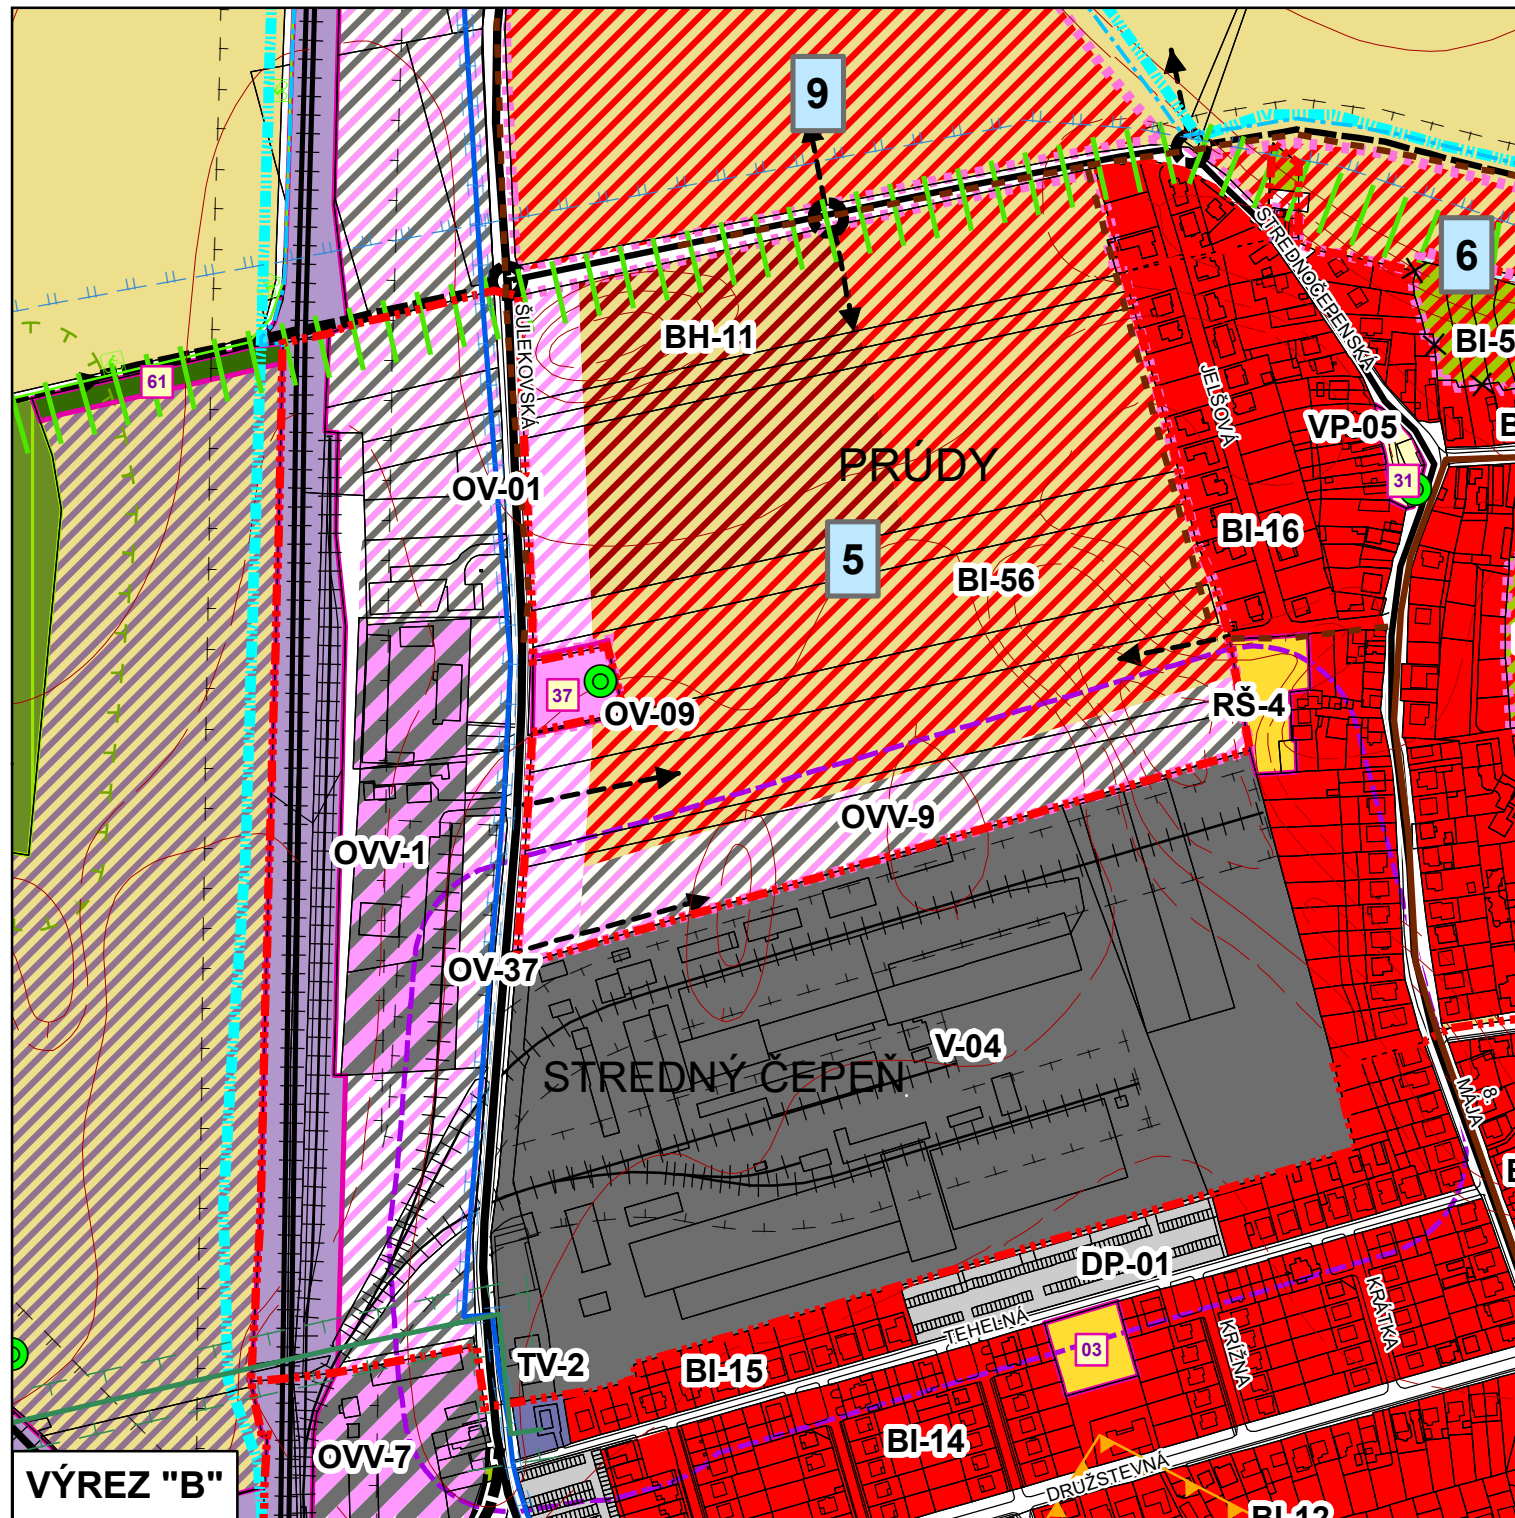 9
6
ŠULEKOVSKÁ
STREDNOČEPENSKÁ
BH-11
BI-5
61
JELŠOVÁ
VP-05
B
PRÚDY
31
OV-01
BI-16
5
BI-56
37
OV-09
RŠ-4
OVV-9
OVV-1
OV-37
V-04
STREDNÝ ČEPEŇ
8.
MÁJA
DP-01
TEHELNÁ
KRÁTKA
03
KRÍŽNA
TV-2
BI-15
BI-14
OVV-7
DRUŽSTEVNÁ
VÝREZ "B"
BI-12